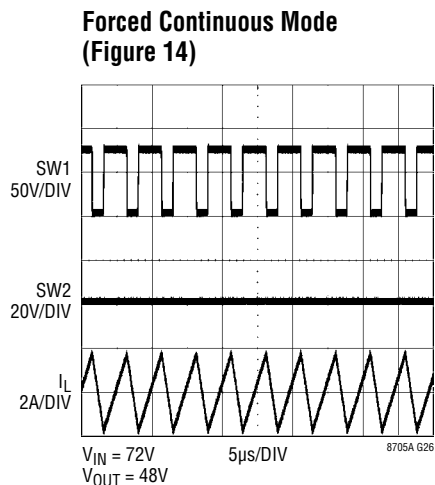 Forced Continuous Mode
(Figure 14)
SW1
50V/DIV
SW2
20V/DIV
IL
2A/DIV
VIN = 72V
VOUT = 48V
5µs/DIV
8705A G26